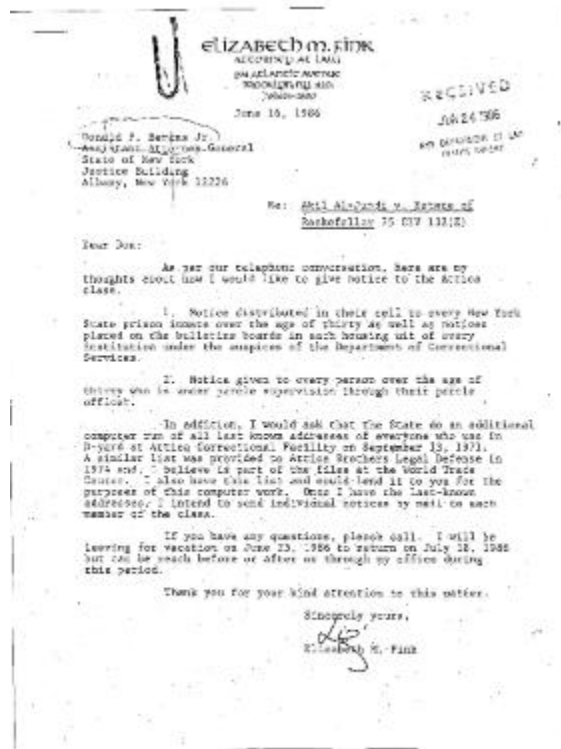 ELIZABETH M. FINK
ATTORNEY AT LAW
ATLANTIC AVENUE
BROOKLYN, NY
June 16, 1986
RECEIVED
JUN 24 1986
Donald P. Berens Jr.
Assistant Attorney General
State of New York
Justice Building
Albany, New York 12226
Re: Akil Al-Jundi v. Estate of
Rockefeller 75 CIV 132(E)
Dear Don:
As per our telephone conversation, here are my
thoughts about how I would like to give notice to the Attica
class.
1. Notice distributed in their cell to every New York
State prison inmate over the age of thirty as well as notices
placed on the bulletin boards in each housing unit of every
institution under the auspices of the Department of Correctional
Services.
2. Notice given to every person over the age of
thirty who is under parole supervision through their parole
officer.
In addition, I would ask that the State do an additional
computer run of all last known addresses of everyone who was in
D-yard at Attica Correctional Facility on September 13, 1971.
A similar list was provided to Attica Brothers Legal Defense in
1974 and, I believe is part of the files at the World Trade
Center. I also have this list and could lend it to you for the
purposes of this computer work. Once I have the last-known
addresses, I intend to send individual notices by mail to each
member of the class.
If you have any questions, please call. I will be
leaving for vacation on June 23, 1986 to return on July 18, 1986
but can be reach before or after or through my office during
this period.
Thank you for your kind attention to this matter.
Sincerely yours,
Liz
Elizabeth M. Fink